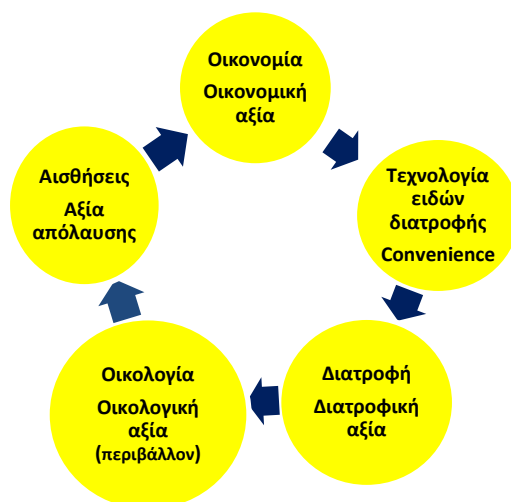 Οικονομία
Οικονομική
αξία
Τεχνολογία
ειδών
διατροφής
Convenience
Διατροφή
Διατροφική
αξία
Οικολογία
Οικολογική
αξία
(περιβάλλον)
Αισθήσεις
Αξία
απόλαυσης